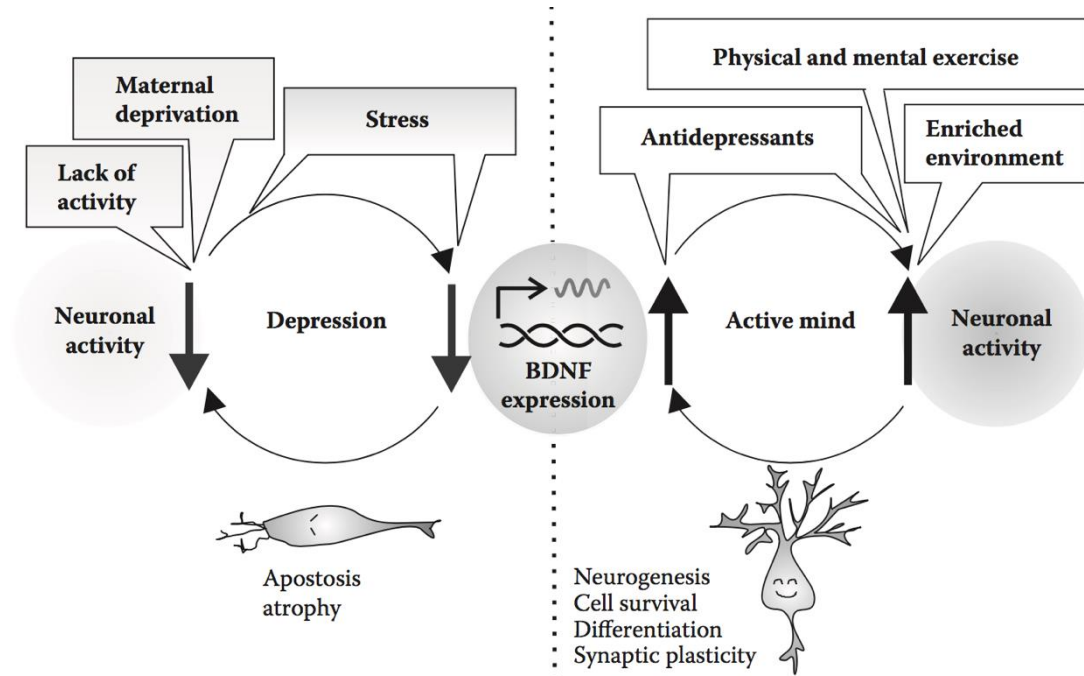 Maternal
deprivation
Stress
Lack of
activity
Neuronal
activity
Depression
BDNF
expression
Apostosis
atrophy
Physical and mental exercise
Antidepressants
Enriched
environment
Active mind
Neuronal
activity
Neurogenesis
Cell survival
Differentiation
Synaptic plasticity